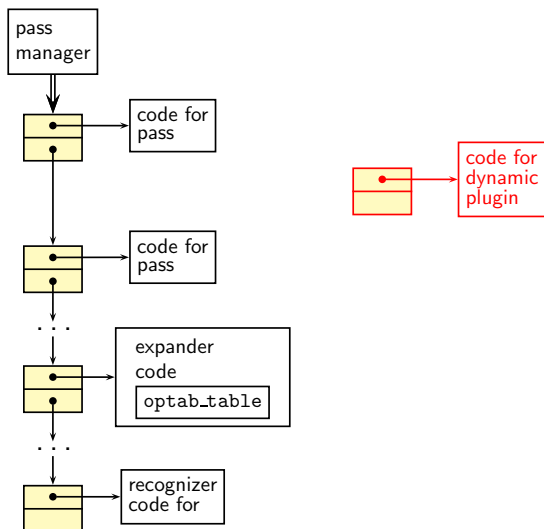 pass
manager
code for
pass
code for
dynamic
plugin
code for
pass
. . .
expander
code
optab_table
. . .
recognizer
code for